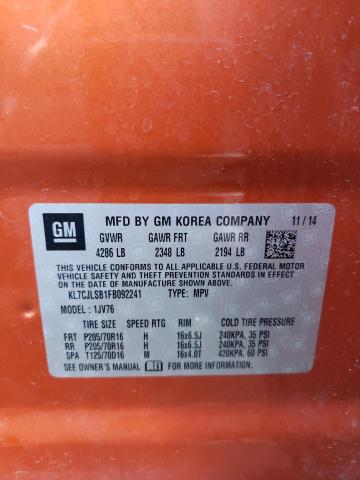 GM
MFD BY GM KOREA COMPANY 11/14
GVWR GAWR FRT GAWR RR
4286 LB 2348 LB 2194 LB
THIS VEHICLE CONFORMS TO ALL APPLICABLE U.S. FEDERAL MOTOR
VEHICLE SAFETY AND THEFT PREVENTION STANDARDS IN EFFECT
ON THE DATE OF MANUFACTURE SHOWN ABOVE.
KL7CJLSB1FB092241 TYPE: MPV
MODEL : 1JV76
TIRE SIZE SPEED RTG RIM COLD TIRE PRESSURE
FRT P205/70R16 H 16x6.5J 240KPA, 35 PSI
RR P205/70R16 H 16x6.5J 240KPA, 35 PSI
SPA T125/70D16 M 16x4.0T 420KPA, 60 PSI
SEE OWNER'S MANUAL FOR MORE INFORMATION